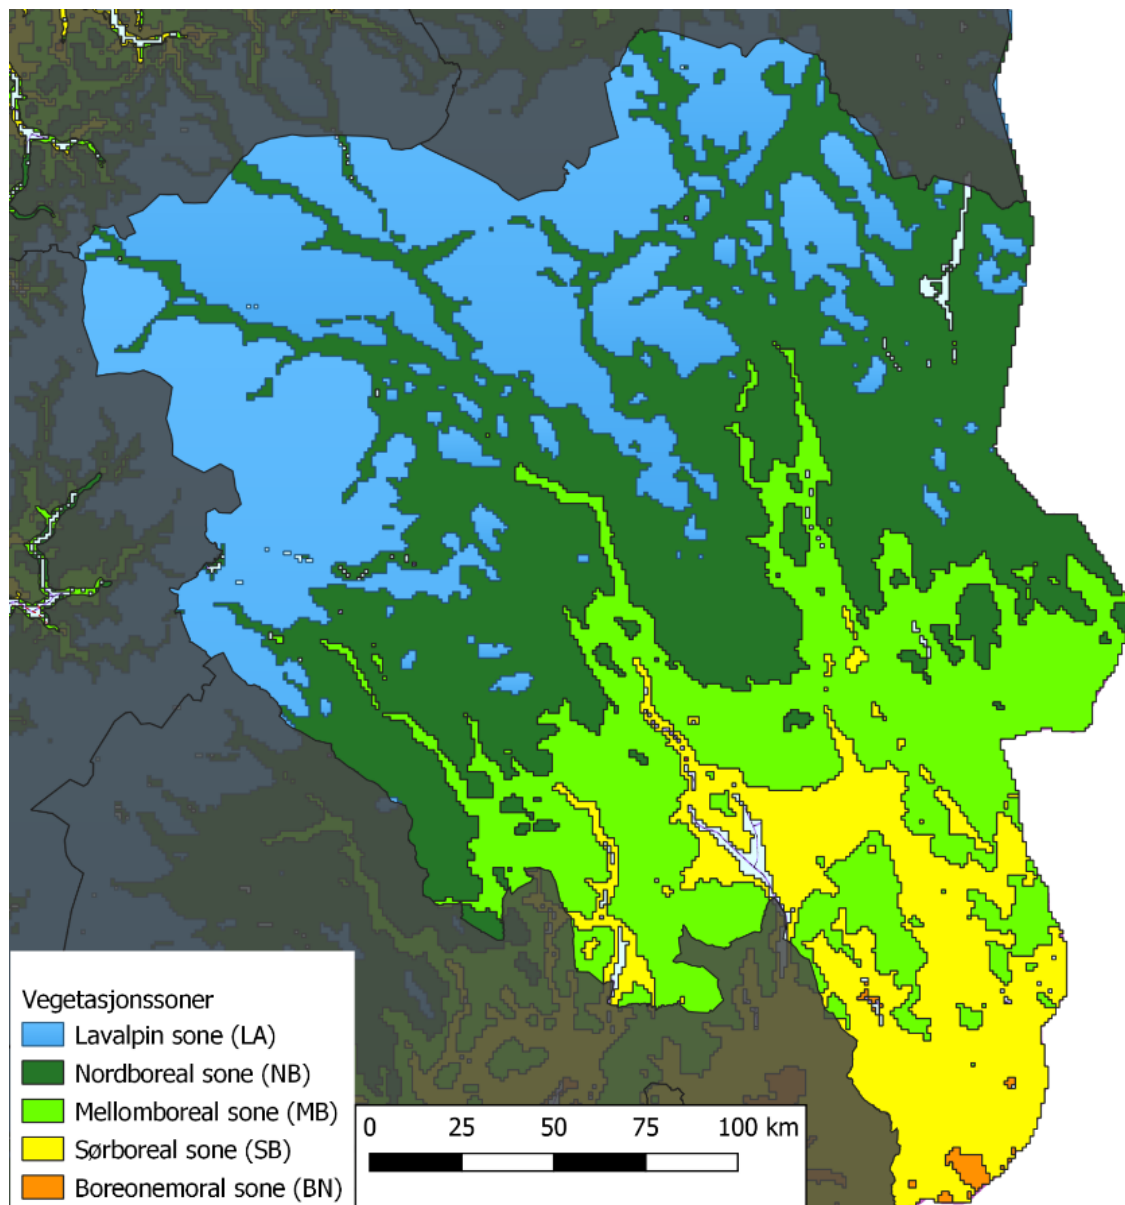 Vegetasjonssoner
Lavalpin sone (LA)
Nordboreal sone (NB)
Mellomboreal sone (MB)
Sørboreal sone (SB)
Boreonemoral sone (BN)
0 25 50 75 100 km